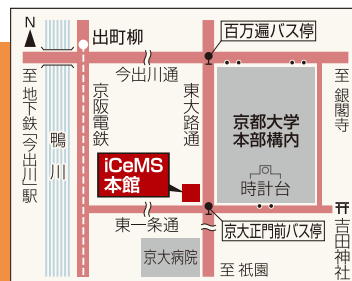 N
出町柳
百万遍バス停
今出川通
至 地下鉄「今出川」駅
鴨川
京阪電鉄
東大路通
至 銀閣寺
京都大学
本部構内
時計台
iCeMS
本館
東一条通
京大正門前バス停
京大病院
至 祇園
吉田神社